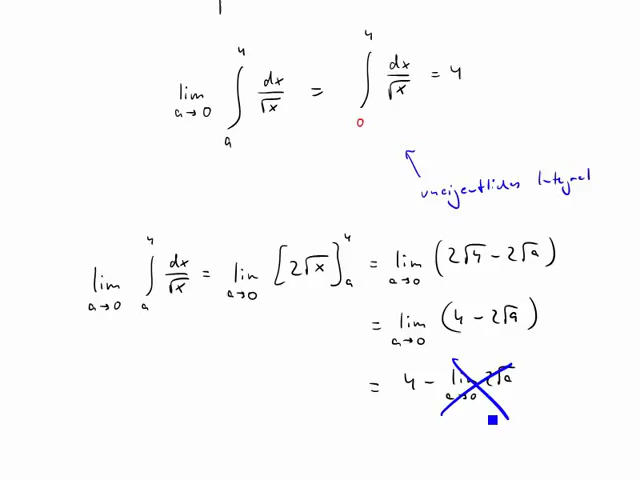 lim a→0 ∫ₐ⁴ dx/√x = ∫₀⁴ dx/√x = 4
uneigentliches Integral
lim a→0 ∫ₐ⁴ dx/√x = lim a→0 [2√x]ₐ⁴ = lim a→0 (2√4 − 2√a)
= lim a→0 (4 − 2√a)
= 4 − lim a→0 2√a